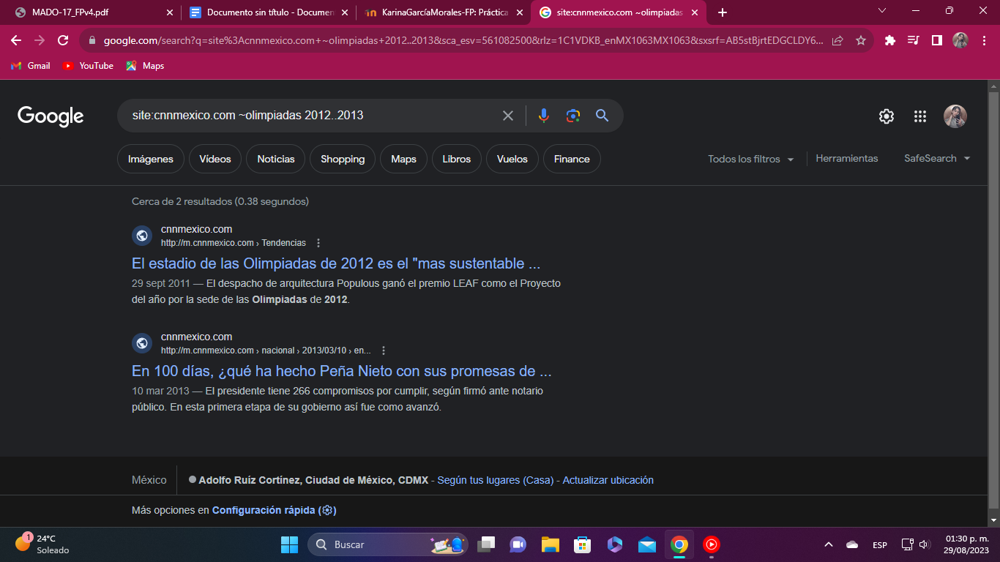 MADO-17_FPv4.pdf
Documento sin título - Documen
KarinaGarcíaMorales-FP: Práctica
site:cnnmexico.com ~olimpiadas
google.com/search?q=site%3Acnnmexico.com+~olimpiadas+2012..2013&sca_esv=561082500&rlz=1C1VDKB_enMX1063MX1063&sxsrf=AB5stBjrtEDGCLDY6...
Gmail
YouTube
Maps
Google
site:cnnmexico.com ~olimpiadas 2012..2013
Imágenes
Vídeos
Noticias
Shopping
Maps
Libros
Vuelos
Finance
Todos los filtros
Herramientas
SafeSearch
Cerca de 2 resultados (0.38 segundos)
cnnmexico.com
http://m.cnnmexico.com › Tendencias
El estadio de las Olimpiadas de 2012 es el "mas sustentable ...
29 sept 2011 — El despacho de arquitectura Populous ganó el premio LEAF como el Proyecto
del año por la sede de las Olimpiadas de 2012.
cnnmexico.com
http://m.cnnmexico.com › nacional › 2013/03/10 › en...
En 100 días, ¿qué ha hecho Peña Nieto con sus promesas de ...
10 mar 2013 — El presidente tiene 266 compromisos por cumplir, según firmó ante notario
público. En esta primera etapa de su gobierno así fue como avanzó.
México
Adolfo Ruíz Cortínez, Ciudad de México, CDMX - Según tus lugares (Casa) - Actualizar ubicación
Más opciones en Configuración rápida ( )
1
24°C
Soleado
Buscar
ESP
01:30 p. m.
29/08/2023